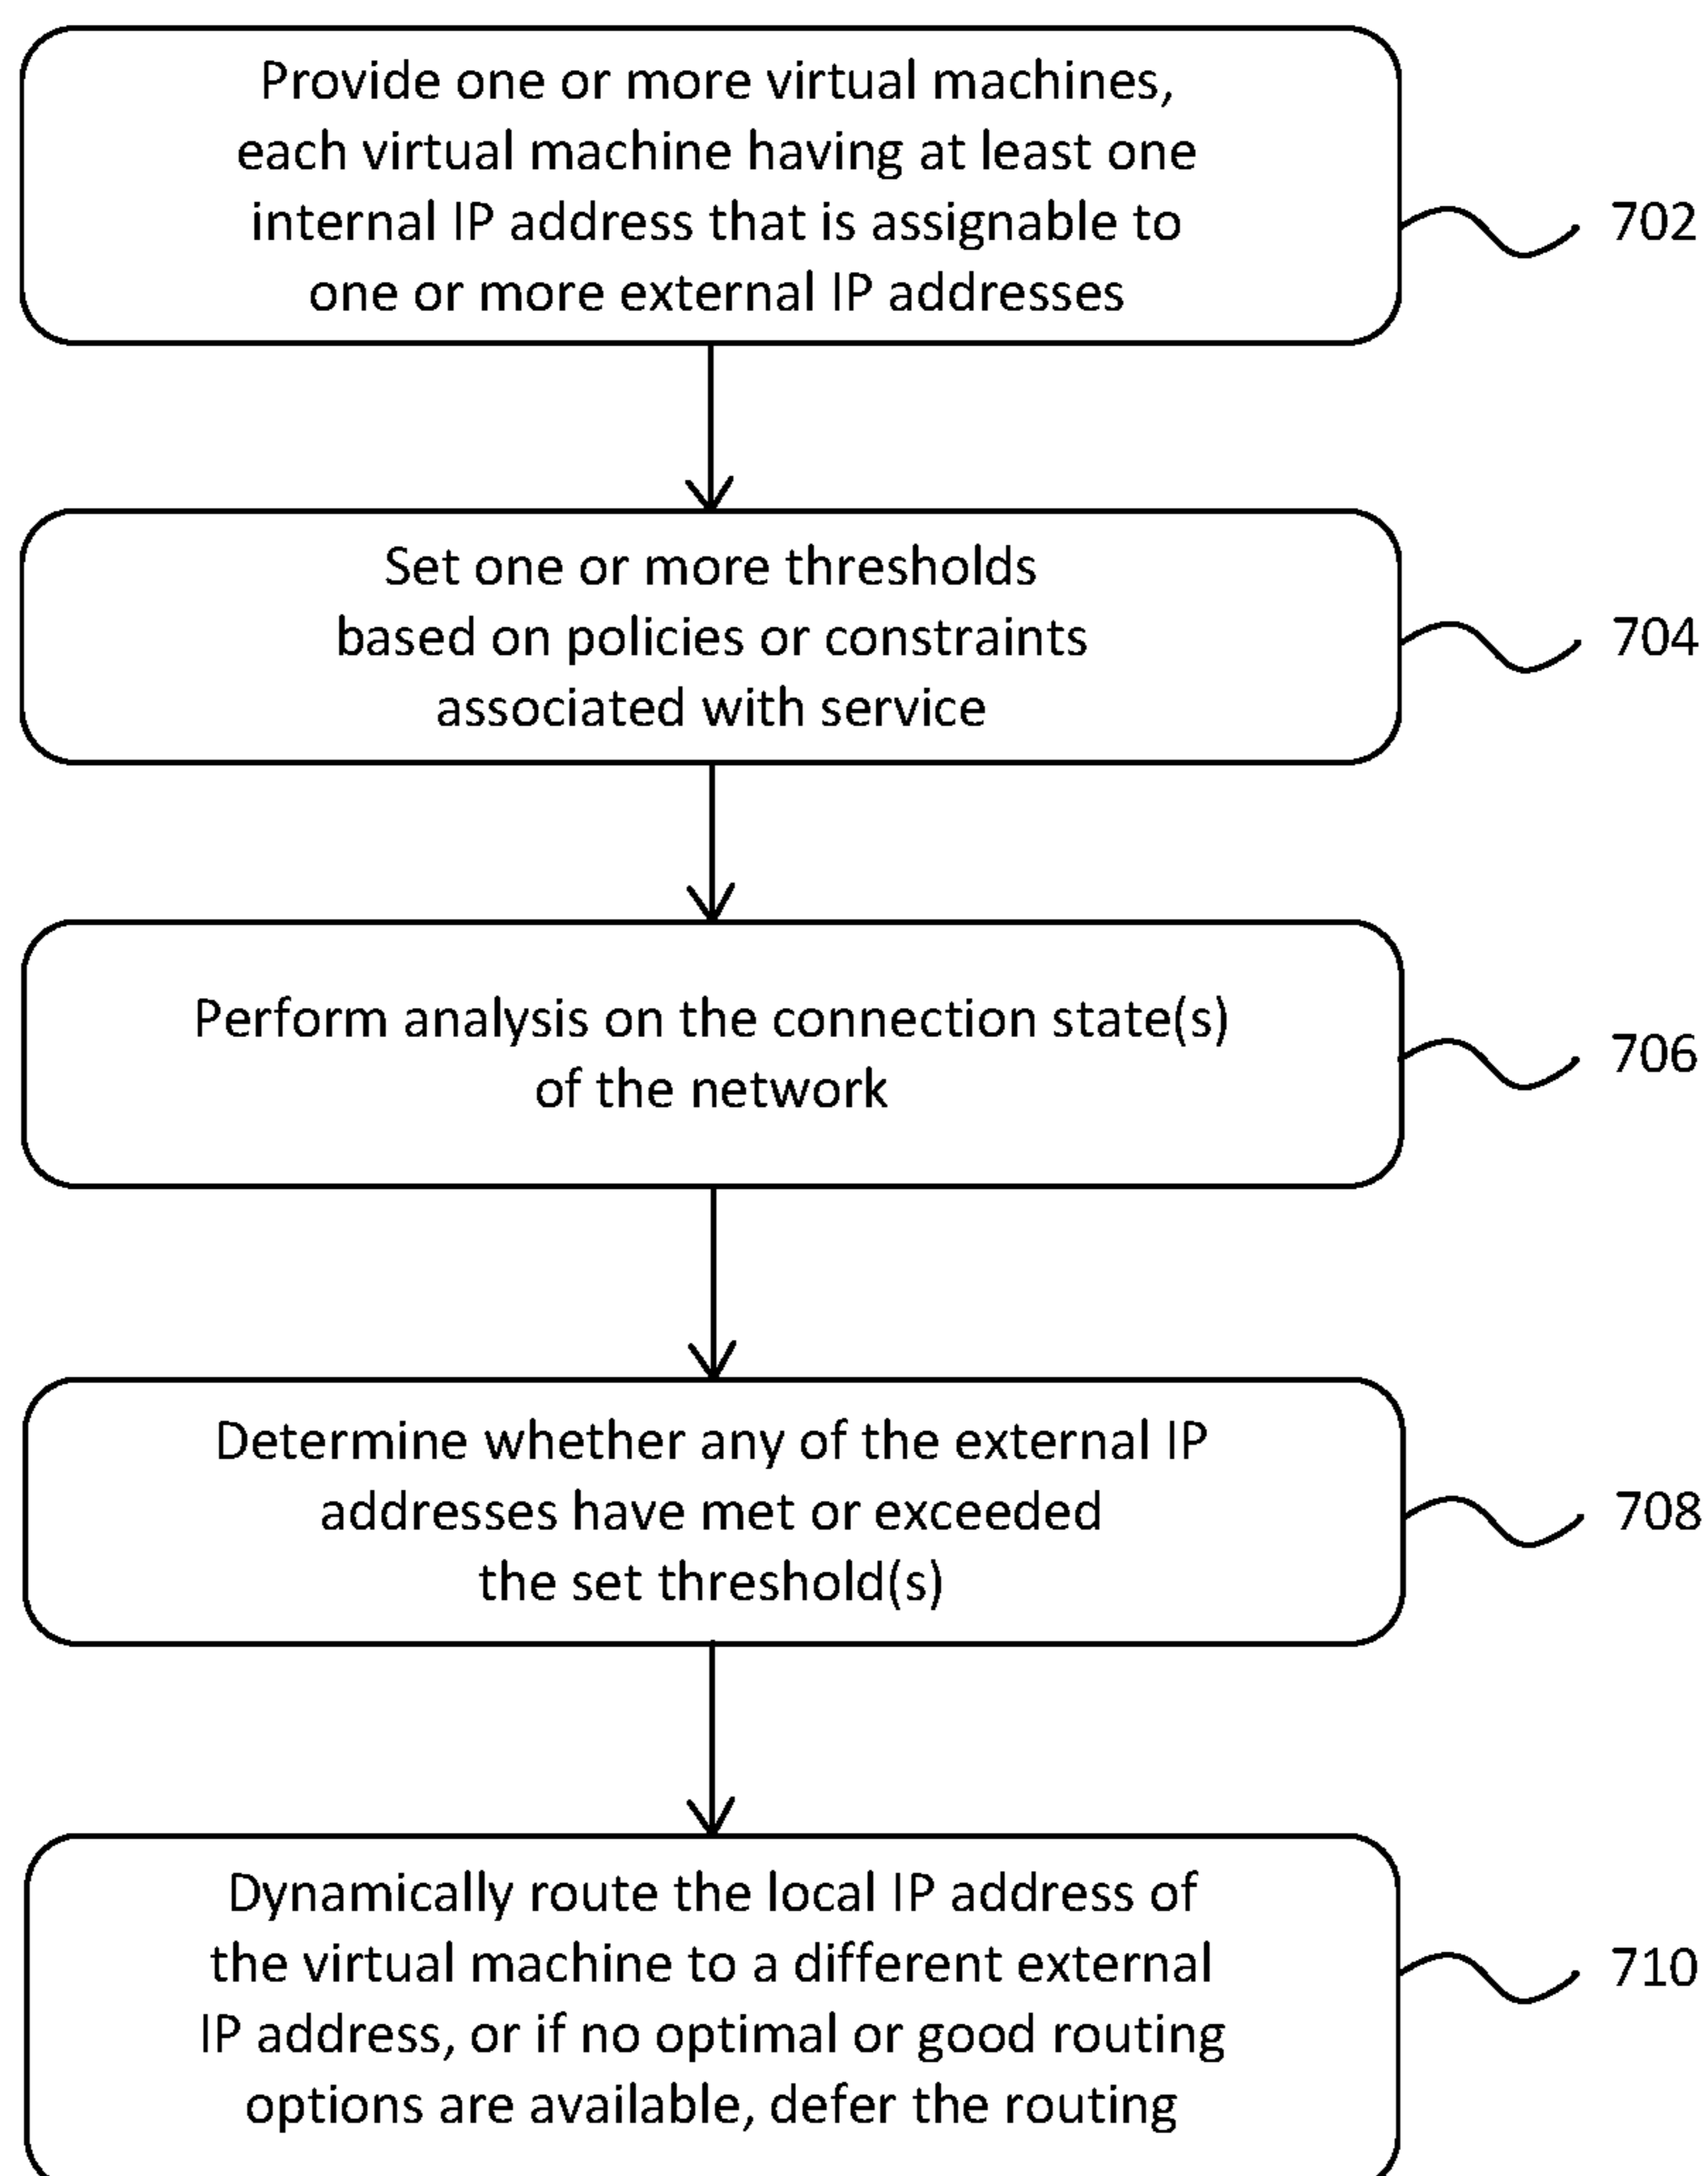 Provide one or more virtual machines,
each virtual machine having at least one
internal IP address that is assignable to
one or more external IP addresses
702
Set one or more thresholds
based on policies or constraints
associated with service
704
Perform analysis on the connection state(s)
of the network
706
Determine whether any of the external IP
addresses have met or exceeded
the set threshold(s)
708
Dynamically route the local IP address of
the virtual machine to a different external
IP address, or if no optimal or good routing
options are available, defer the routing
710